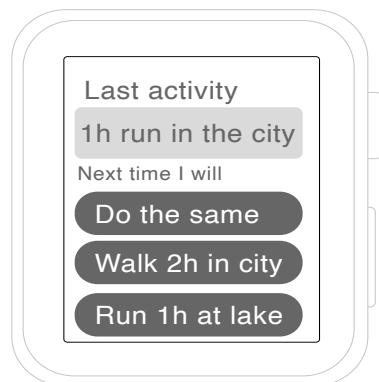 Last activity
1h run in the city
Next time I will
Do the same
Walk 2h in city
Run 1h at lake